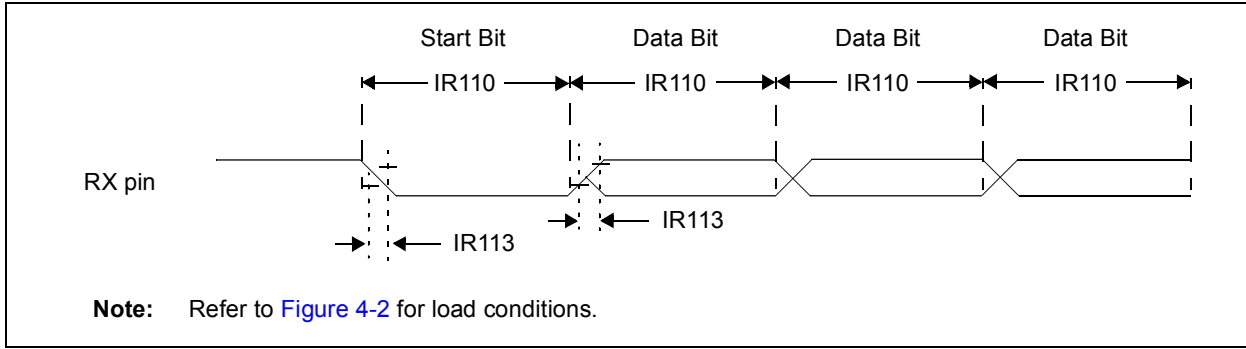 Start Bit Data Bit Data Bit Data Bit
IR110 IR110 IR110 IR110
RX pin
IR113
IR113
Note: Refer to Figure 4-2 for load conditions.